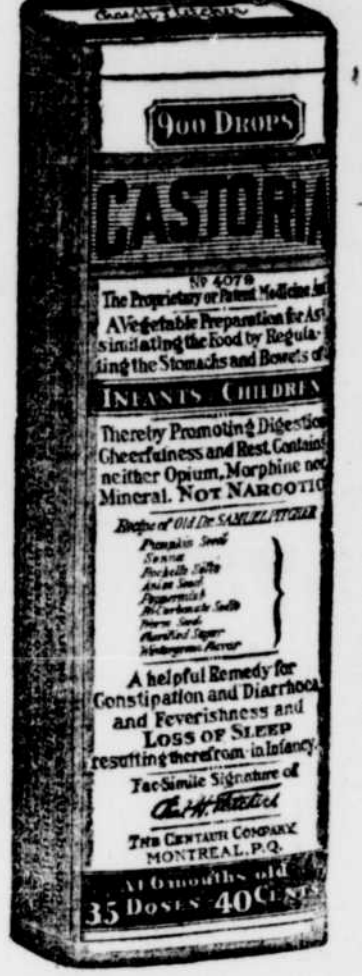 Chas. H. Fletcher
900 DROPS
CASTORIA
Nº 4078
The Proprietary or Patent Medicine Act
A Vegetable Preparation for As-
similating the Food by Regula-
ting the Stomachs and Bowels of
INFANTS CHILDREN
Thereby Promoting Digestion
Cheerfulness and Rest. Contains
neither Opium, Morphine nor
Mineral. NOT NARCOTIC
Recipe of Old Dr. SAMUEL PITCHER
Pumpkin Seed
Senna
Rochelle Salts
Anise Seed
Peppermint
Bi Carbonate Soda
Worm Seed
Clarified Sugar
Wintergreen Flavor
A helpful Remedy for
Constipation and Diarrhoea,
and Feverishness and
LOSS OF SLEEP
resulting therefrom in Infancy.
Fac-Simile Signature of
Chas. H. Fletcher
THE CENTAUR COMPANY
MONTREAL, P.Q.
At 6 months old
35 DOSES 40 CENTS